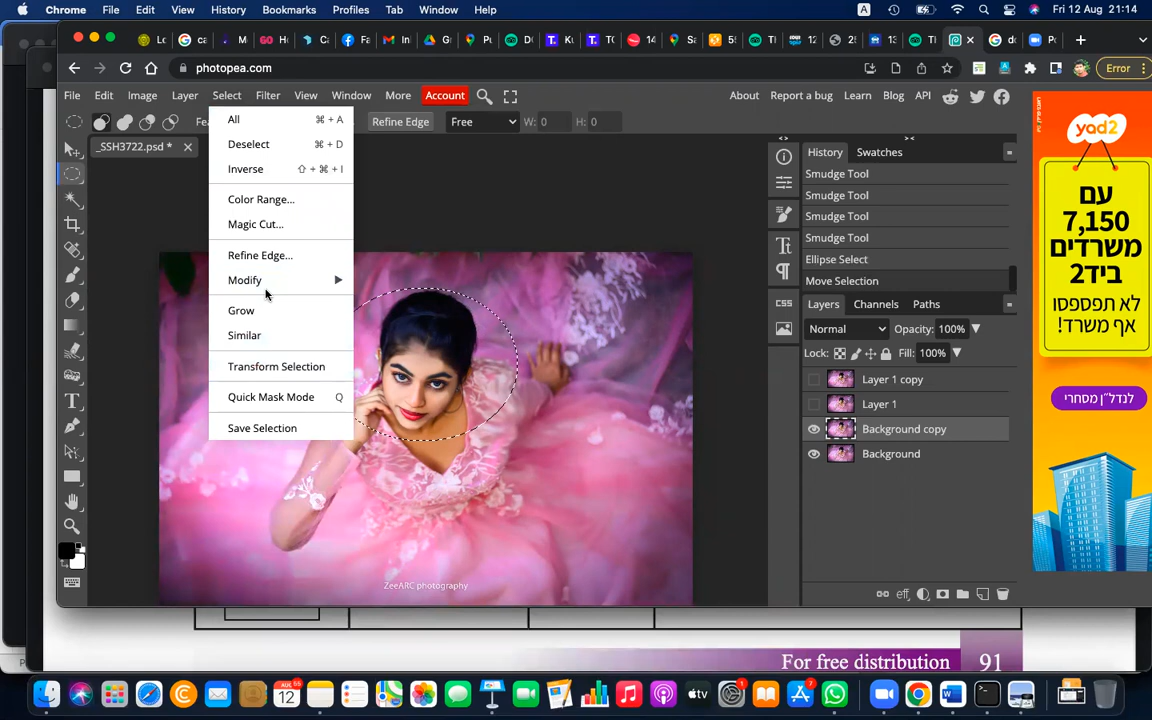 Chrome File Edit View History Bookmarks Profiles Tab Window Help
A
Fri 12 Aug 21:14
photopea.com
Error
File Edit Image Layer Select Filter View Window More Account
About Report a bug Learn Blog API
Refine Edge Free W: 0 H: 0
_SSH3722.psd *
All ⌘ + A
Deselect ⌘ + D
Inverse ⇧ + ⌘ + I
Color Range...
Magic Cut...
Refine Edge...
Modify
Grow
Similar
Transform Selection
Quick Mask Mode Q
Save Selection
History Swatches
Smudge Tool
Smudge Tool
Smudge Tool
Smudge Tool
Ellipse Select
Move Selection
CSS
Layers Channels Paths
Normal Opacity: 100%
Lock: Fill: 100%
Layer 1 copy
Layer 1
Background copy
Background
eff
ZeeARC photography
yad2
עם
7,150
משרדים
ביד2
לא תפספסו
אף משרד!
לנדל״ן מסחרי
For free distribution 91
AUG
12
tv